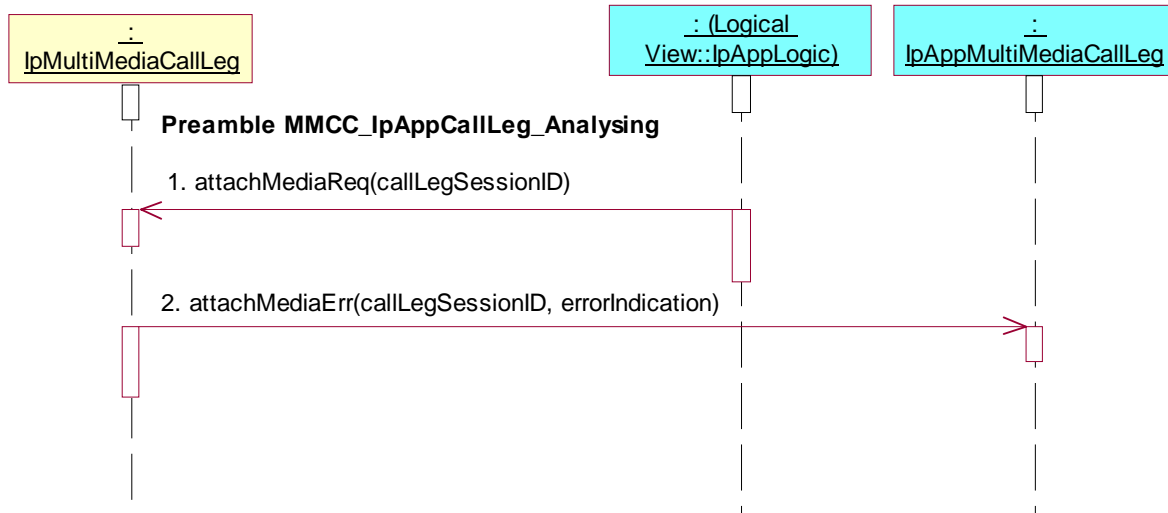 :
IpMultiMediaCallLeg
: (Logical
View::IpAppLogic)
:
IpAppMultiMediaCallLeg
Preamble MMCC_IpAppCallLeg_Analysing
1. attachMediaReq(callLegSessionID)
2. attachMediaErr(callLegSessionID, errorIndication)